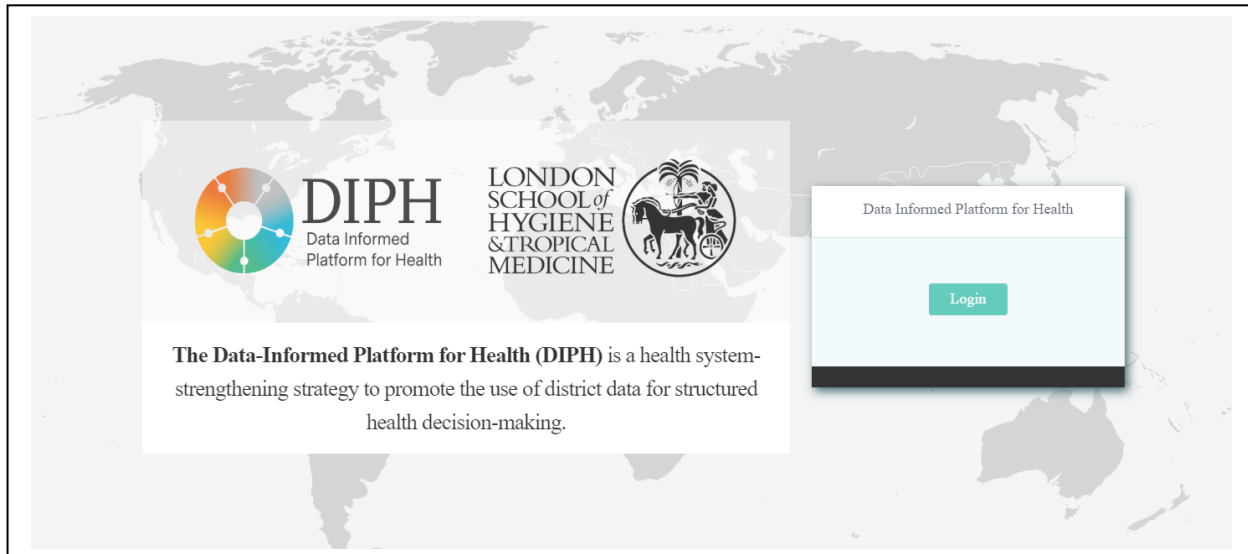 DIPH
Data Informed
Platform for Health
LONDON
SCHOOL of
HYGIENE
& TROPICAL
MEDICINE
The Data-Informed Platform for Health (DIPH) is a health system-
strengthening strategy to promote the use of district data for structured
health decision-making.
Data Informed Platform for Health
Login